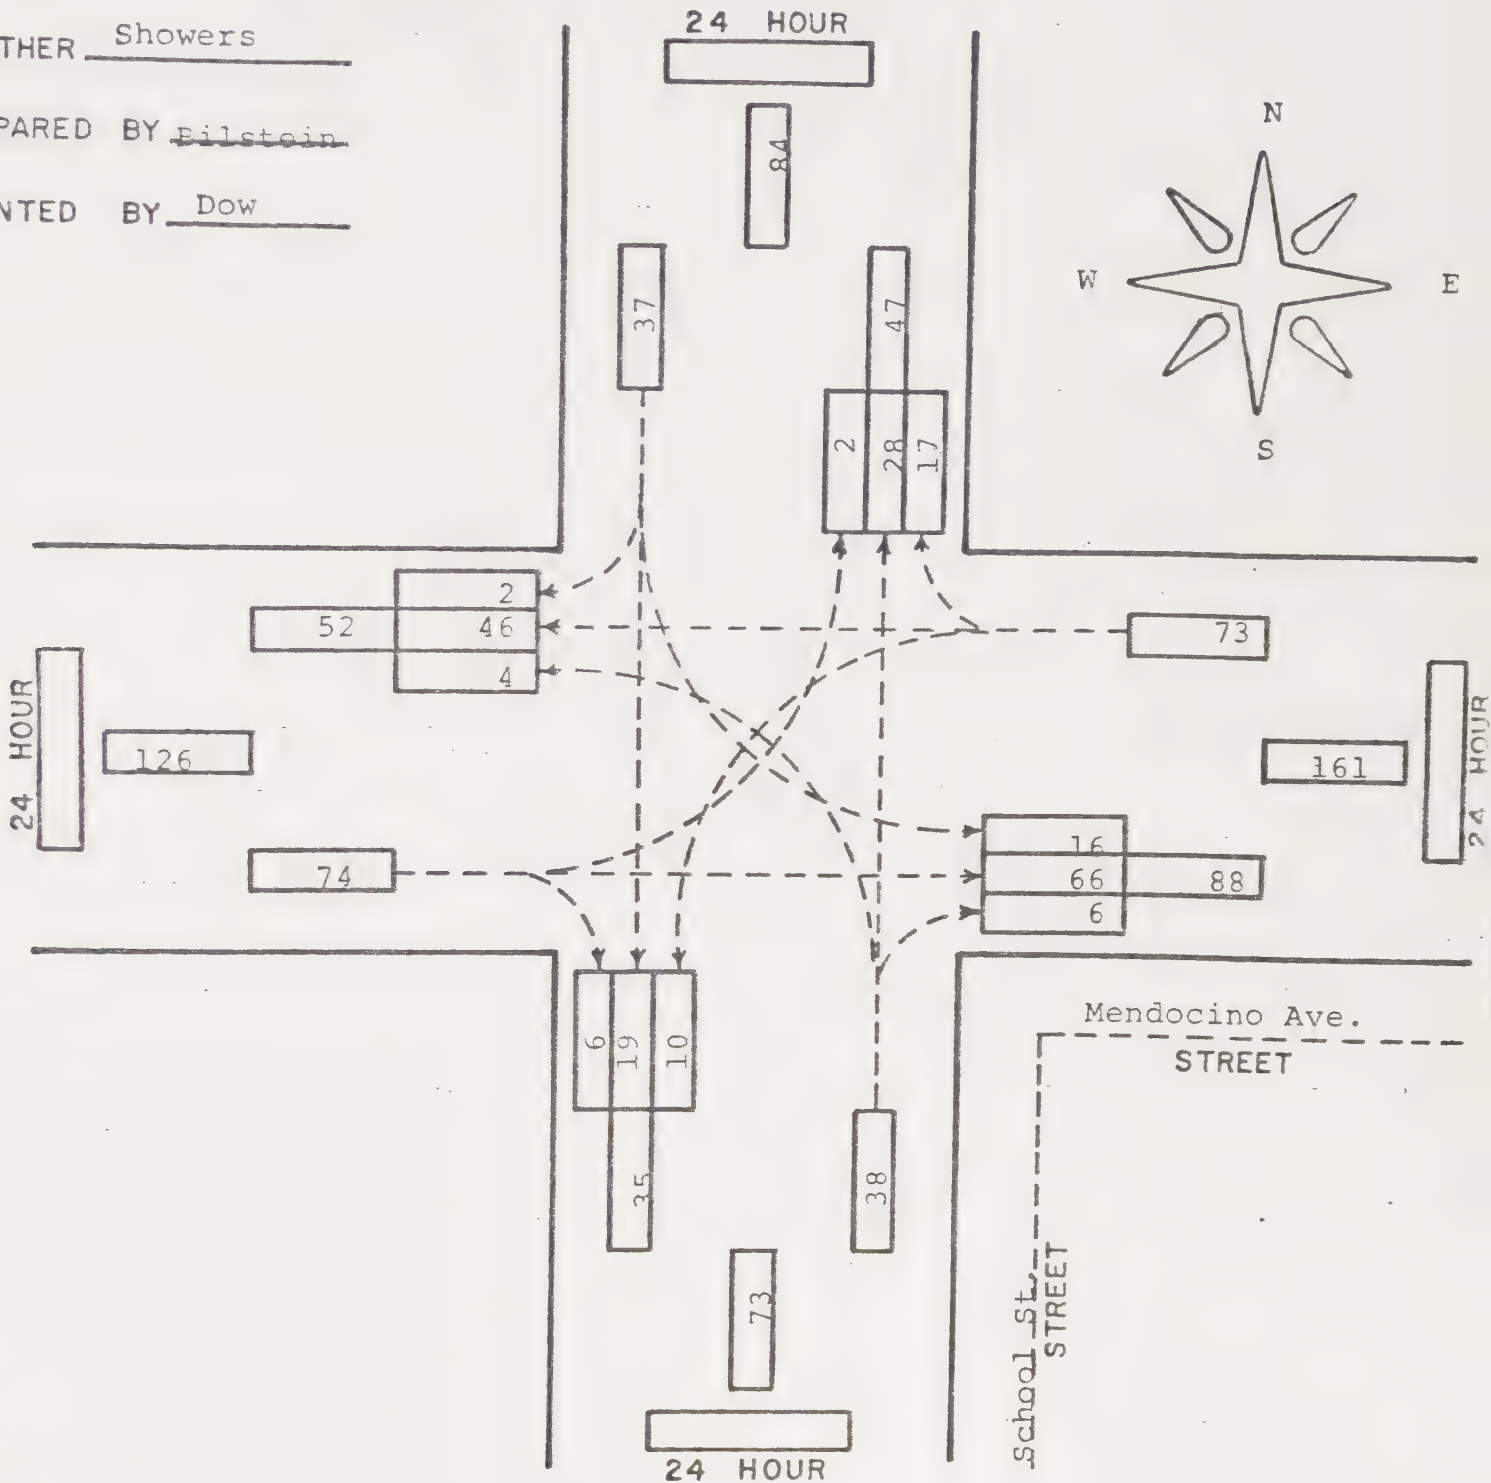 THER Showers
PARED BY Eilstein
NTED BY Dow
24 HOUR
84
37
47
2 28 17
N
W E
S
2
52 46
4
73
24 HOUR
126
161
24 HOUR
74
16
66 88
6
6 19 10
35
38
73
24 HOUR
Mendocino Ave.
STREET
School St.
STREET